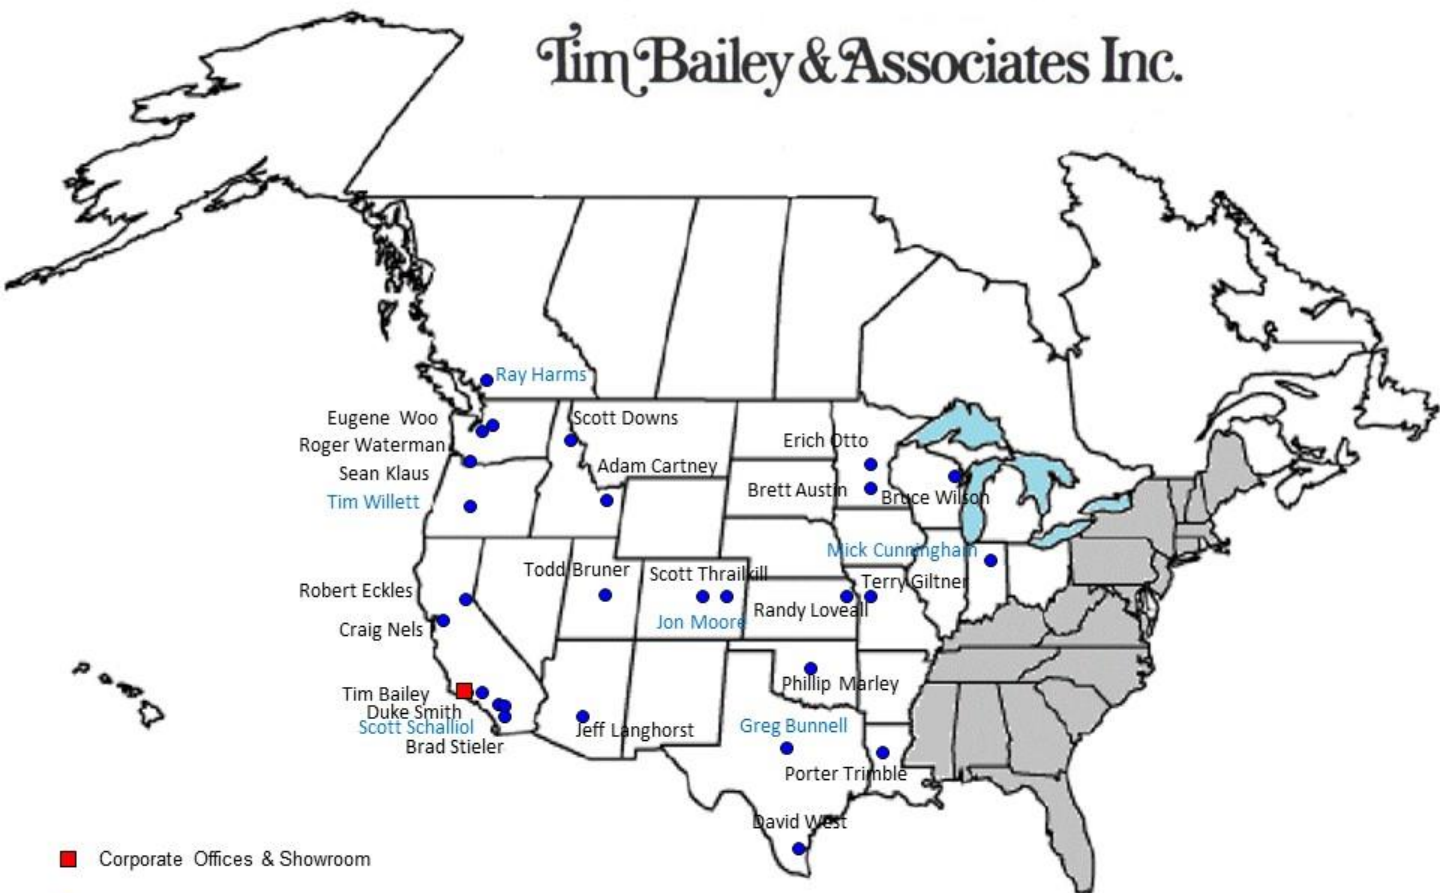 Tim Bailey & Associates Inc.
Ray Harms
Eugene Woo
Scott Downs
Roger Waterman
Erich Otto
Sean Klaus
Adam Cartney
Tim Willett
Brett Austin
Bruce Wilson
Mick Cunningham
Todd Bruner
Scott Thrailkill
Terry Giltner
Robert Eckles
Randy Loveall
Craig Nels
Jon Moore
Phillip Marley
Tim Bailey
Duke Smith
Scott Schalliol
Jeff Langhorst
Greg Bunnell
Brad Stieler
Porter Trimble
David West
Corporate Offices & Showroom